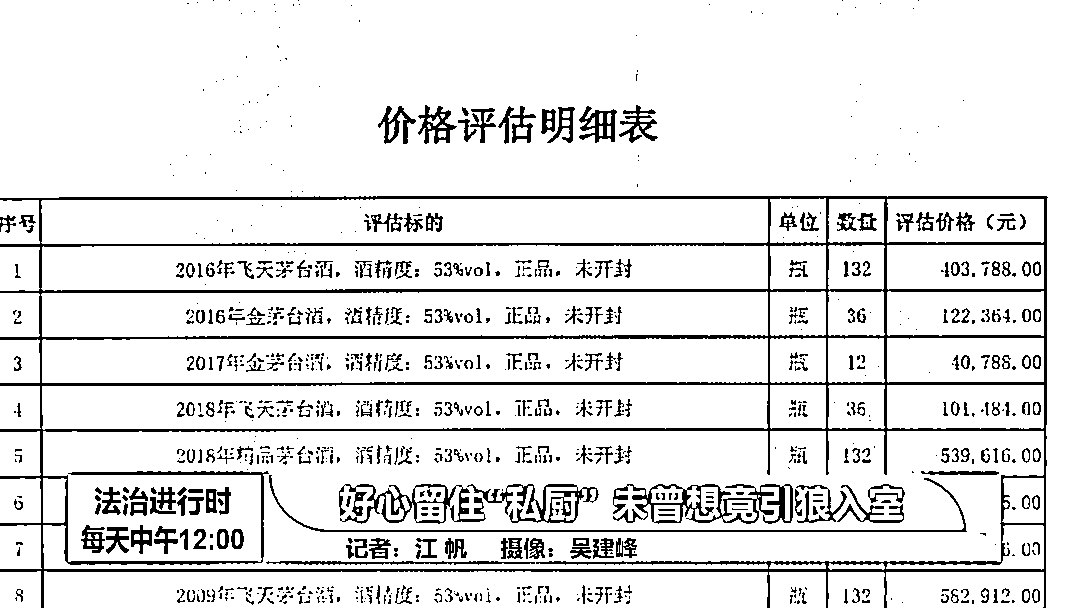 价格评估明细表
序号 评估标的 单位 数量 评估价格（元）
1 2016年飞天茅台酒，酒精度：53%vol，正品，未开封 瓶 132 403,788.00
2 2016年金茅台酒，酒精度：53%vol，正品，未开封 瓶 36 122,364.00
3 2017年金茅台酒，酒精度：53%vol，正品，未开封 瓶 12 40,788.00
4 2018年飞天茅台酒，酒精度：53%vol，正品，未开封 瓶 36 101,484.00
5 2018年精品茅台酒，酒精度：53%vol，正品，未开封 瓶 132 539,616.00
6 5.00
7 6.00
法治进行时
每天中午12:00
好心留住“私厨” 未曾想竟引狼入室
记者：江 帆 摄像：吴建峰
8 2009年飞天茅台酒，酒精度：53%vol，正品，未开封 瓶 132 582,912.00